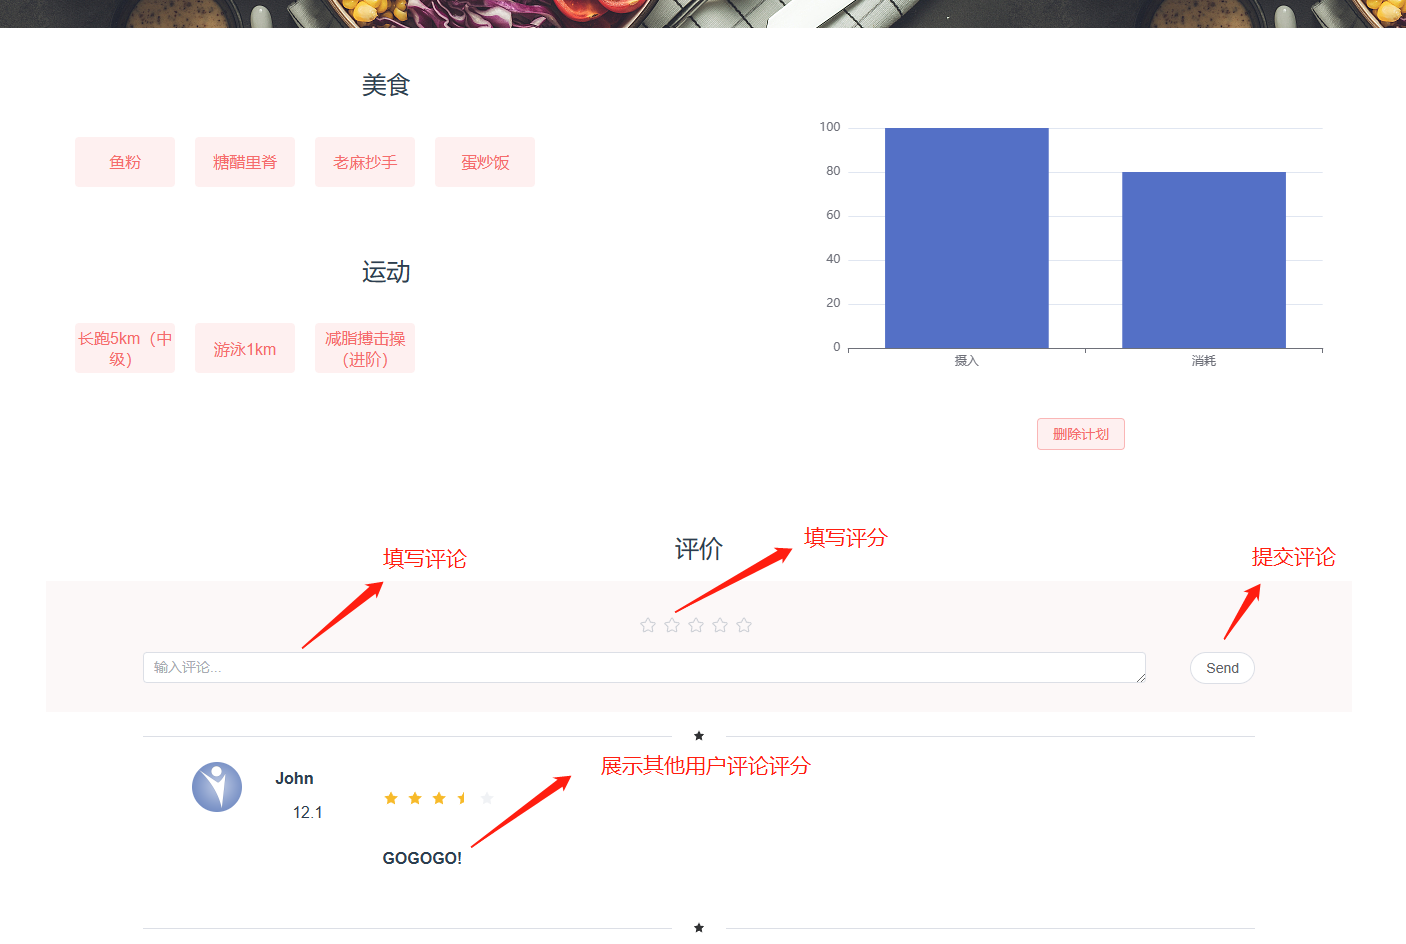 美食
鱼粉
糖醋里脊
老麻抄手
蛋炒饭
运动
长跑5km（中
级）
游泳1km
减脂搏击操
（进阶）
100
80
60
40
20
0
摄入
消耗
删除计划
评价
填写评论
填写评分
提交评论
输入评论...
Send
John
12.1
展示其他用户评论评分
GOGOGO!